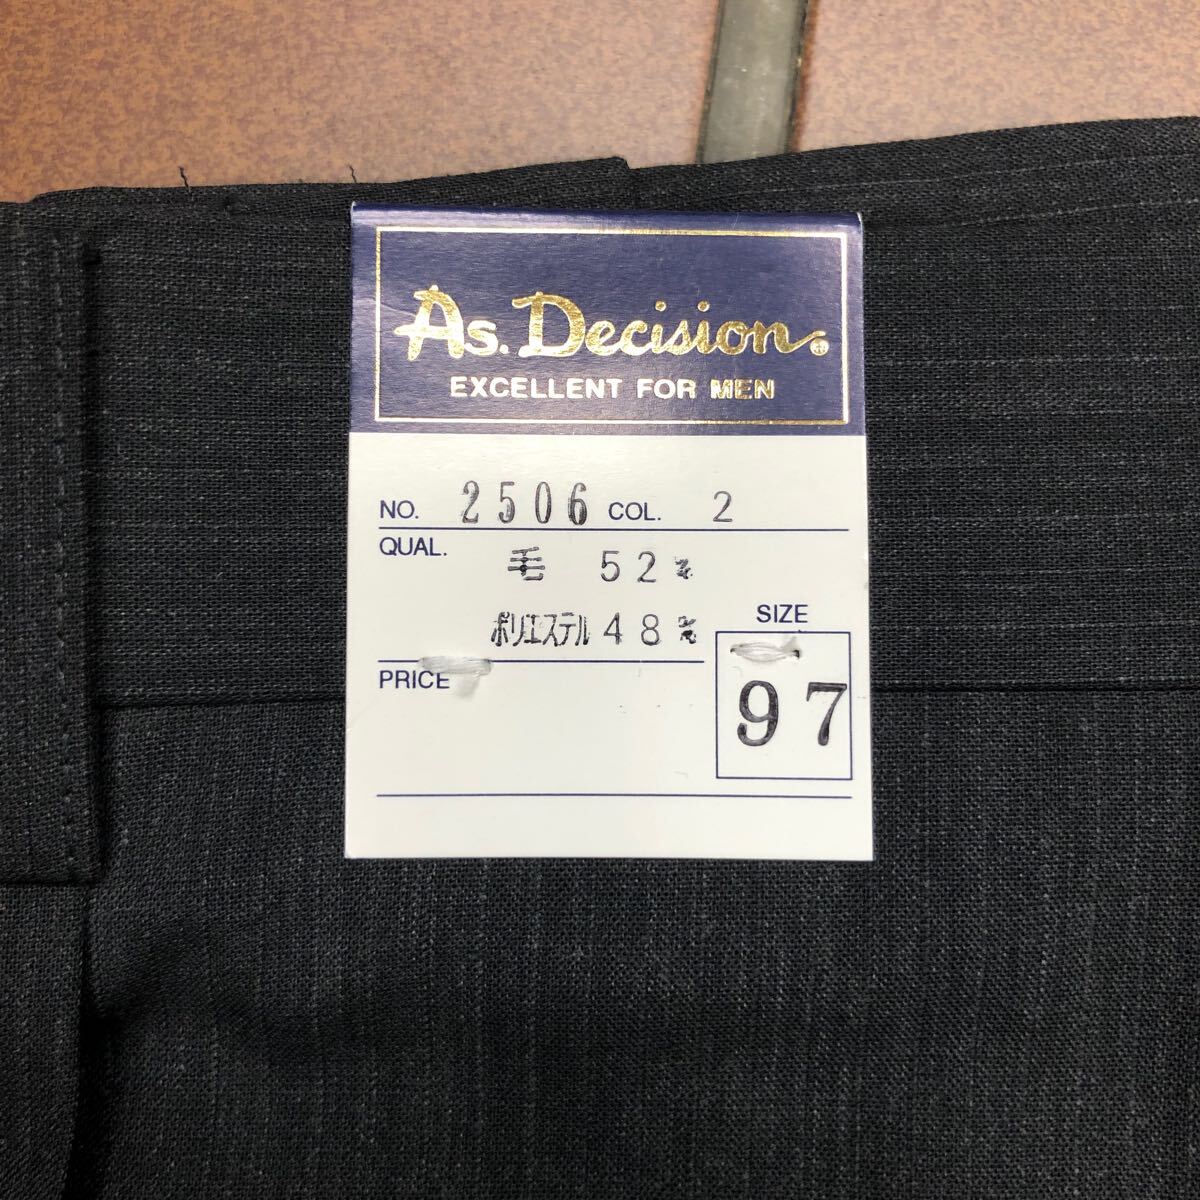 As. Decision.
EXCELLENT FOR MEN
NO. 2506 COL. 2
QUAL. 毛 52%
ポリエステル 48%
SIZE
PRICE
97